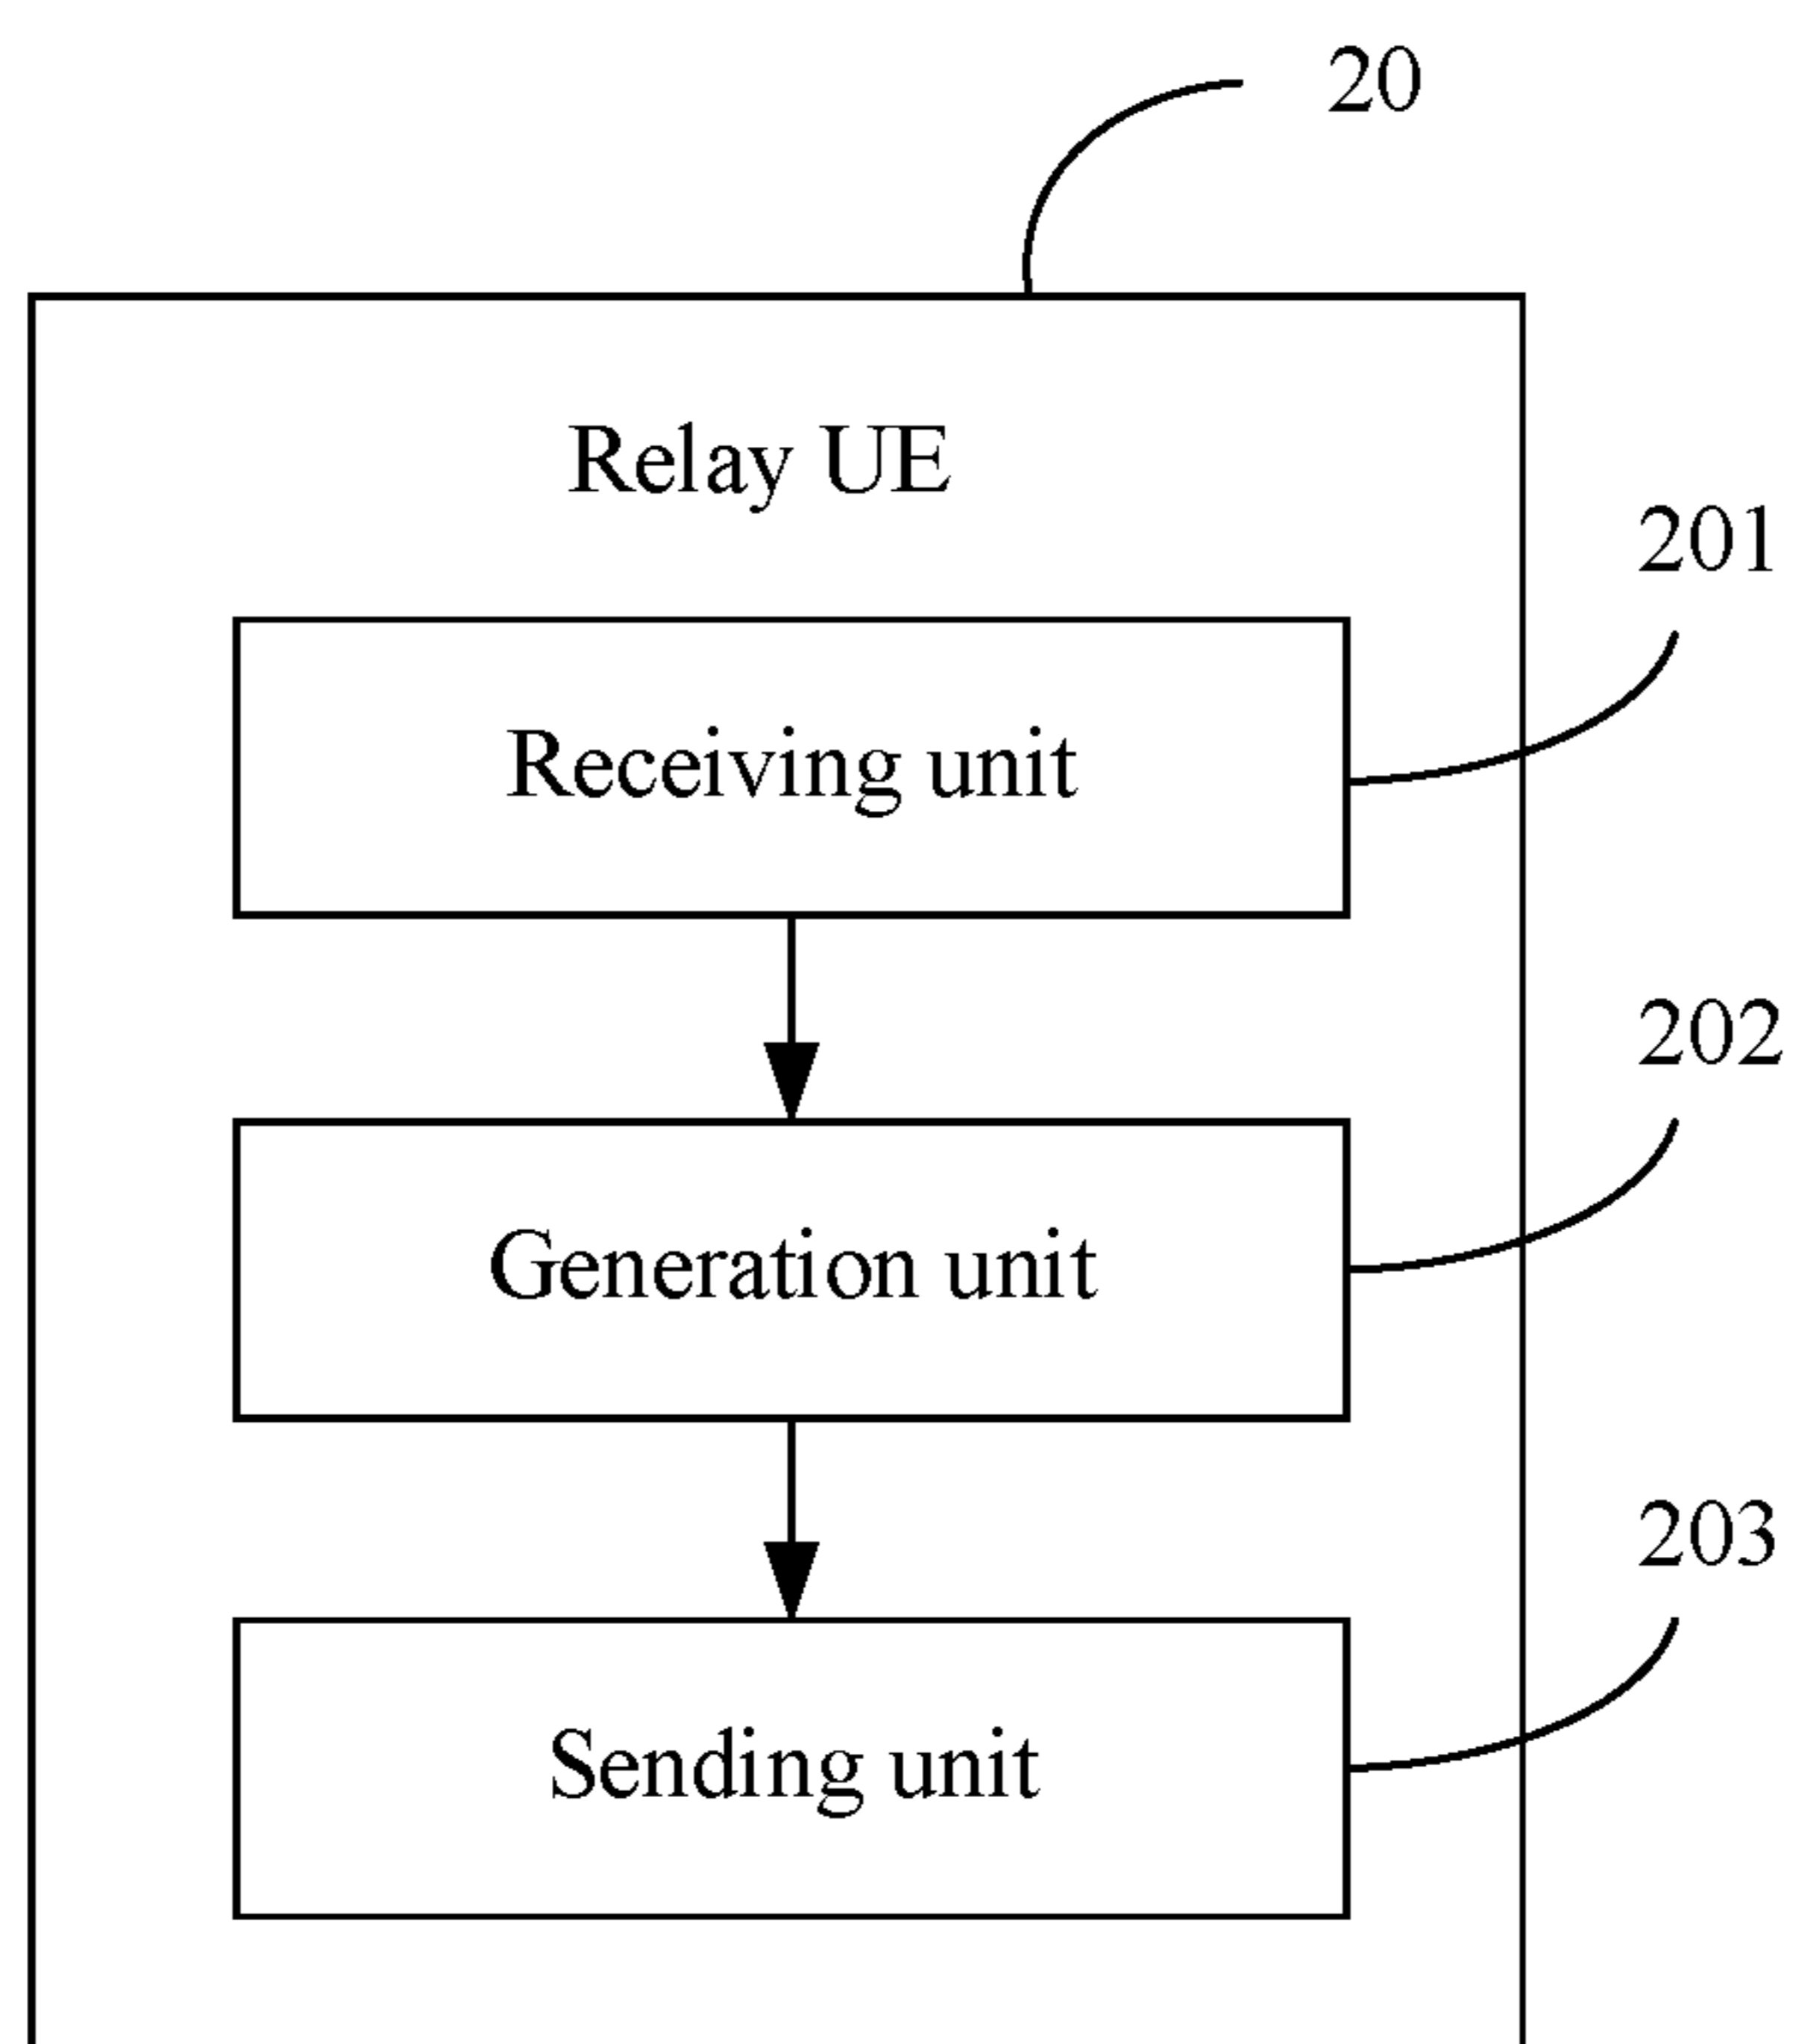 20
Relay UE
201
Receiving unit
202
Generation unit
203
Sending unit